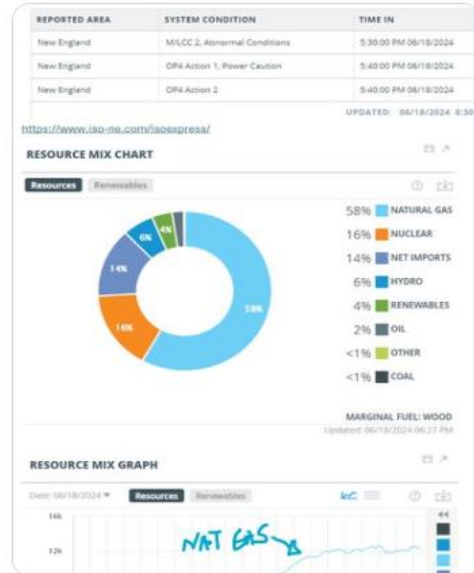 REPORTED AREA SYSTEM CONDITION TIME IN
New England M/LCC 2, Abnormal Conditions 5:30:00 PM 06/18/2024
New England OP4 Action 1, Power Caution 5:40:00 PM 06/18/2024
New England OP4 Action 2 5:40:00 PM 06/18/2024
UPDATED: 06/18/2024 8:30
https://www.iso-ne.com/isoexpress/
RESOURCE MIX CHART
Resources Renewables
58% NATURAL GAS
16% NUCLEAR
14% NET IMPORTS
6% HYDRO
4% RENEWABLES
2% OIL
<1% OTHER
<1% COAL
4%
6%
14%
58%
16%
MARGINAL FUEL: WOOD
Updated: 06/18/2024 06:27 PM
RESOURCE MIX GRAPH
Date: 06/18/2024 Resources Renewables
16k
12k
NAT GAS